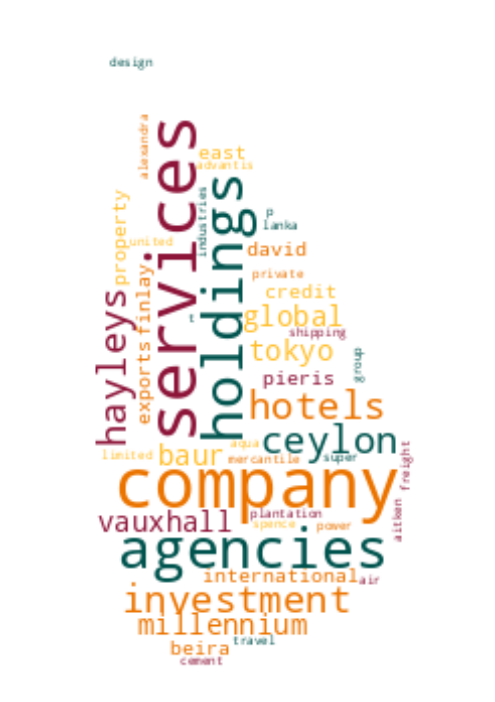 design
alexandra
services
east
advantis
holdings
industries
property
united
p
lanka
david
private
credit
hayleys
exports
finlay
t
global
shipping
tokyo
group
pieris
hotels
ceylon
aqua
limited
baur
mercantile
super
freight
company
aitken
plantation
vauxhall
spence
power
agencies
international
air
investment
millennium
travel
beira
cement